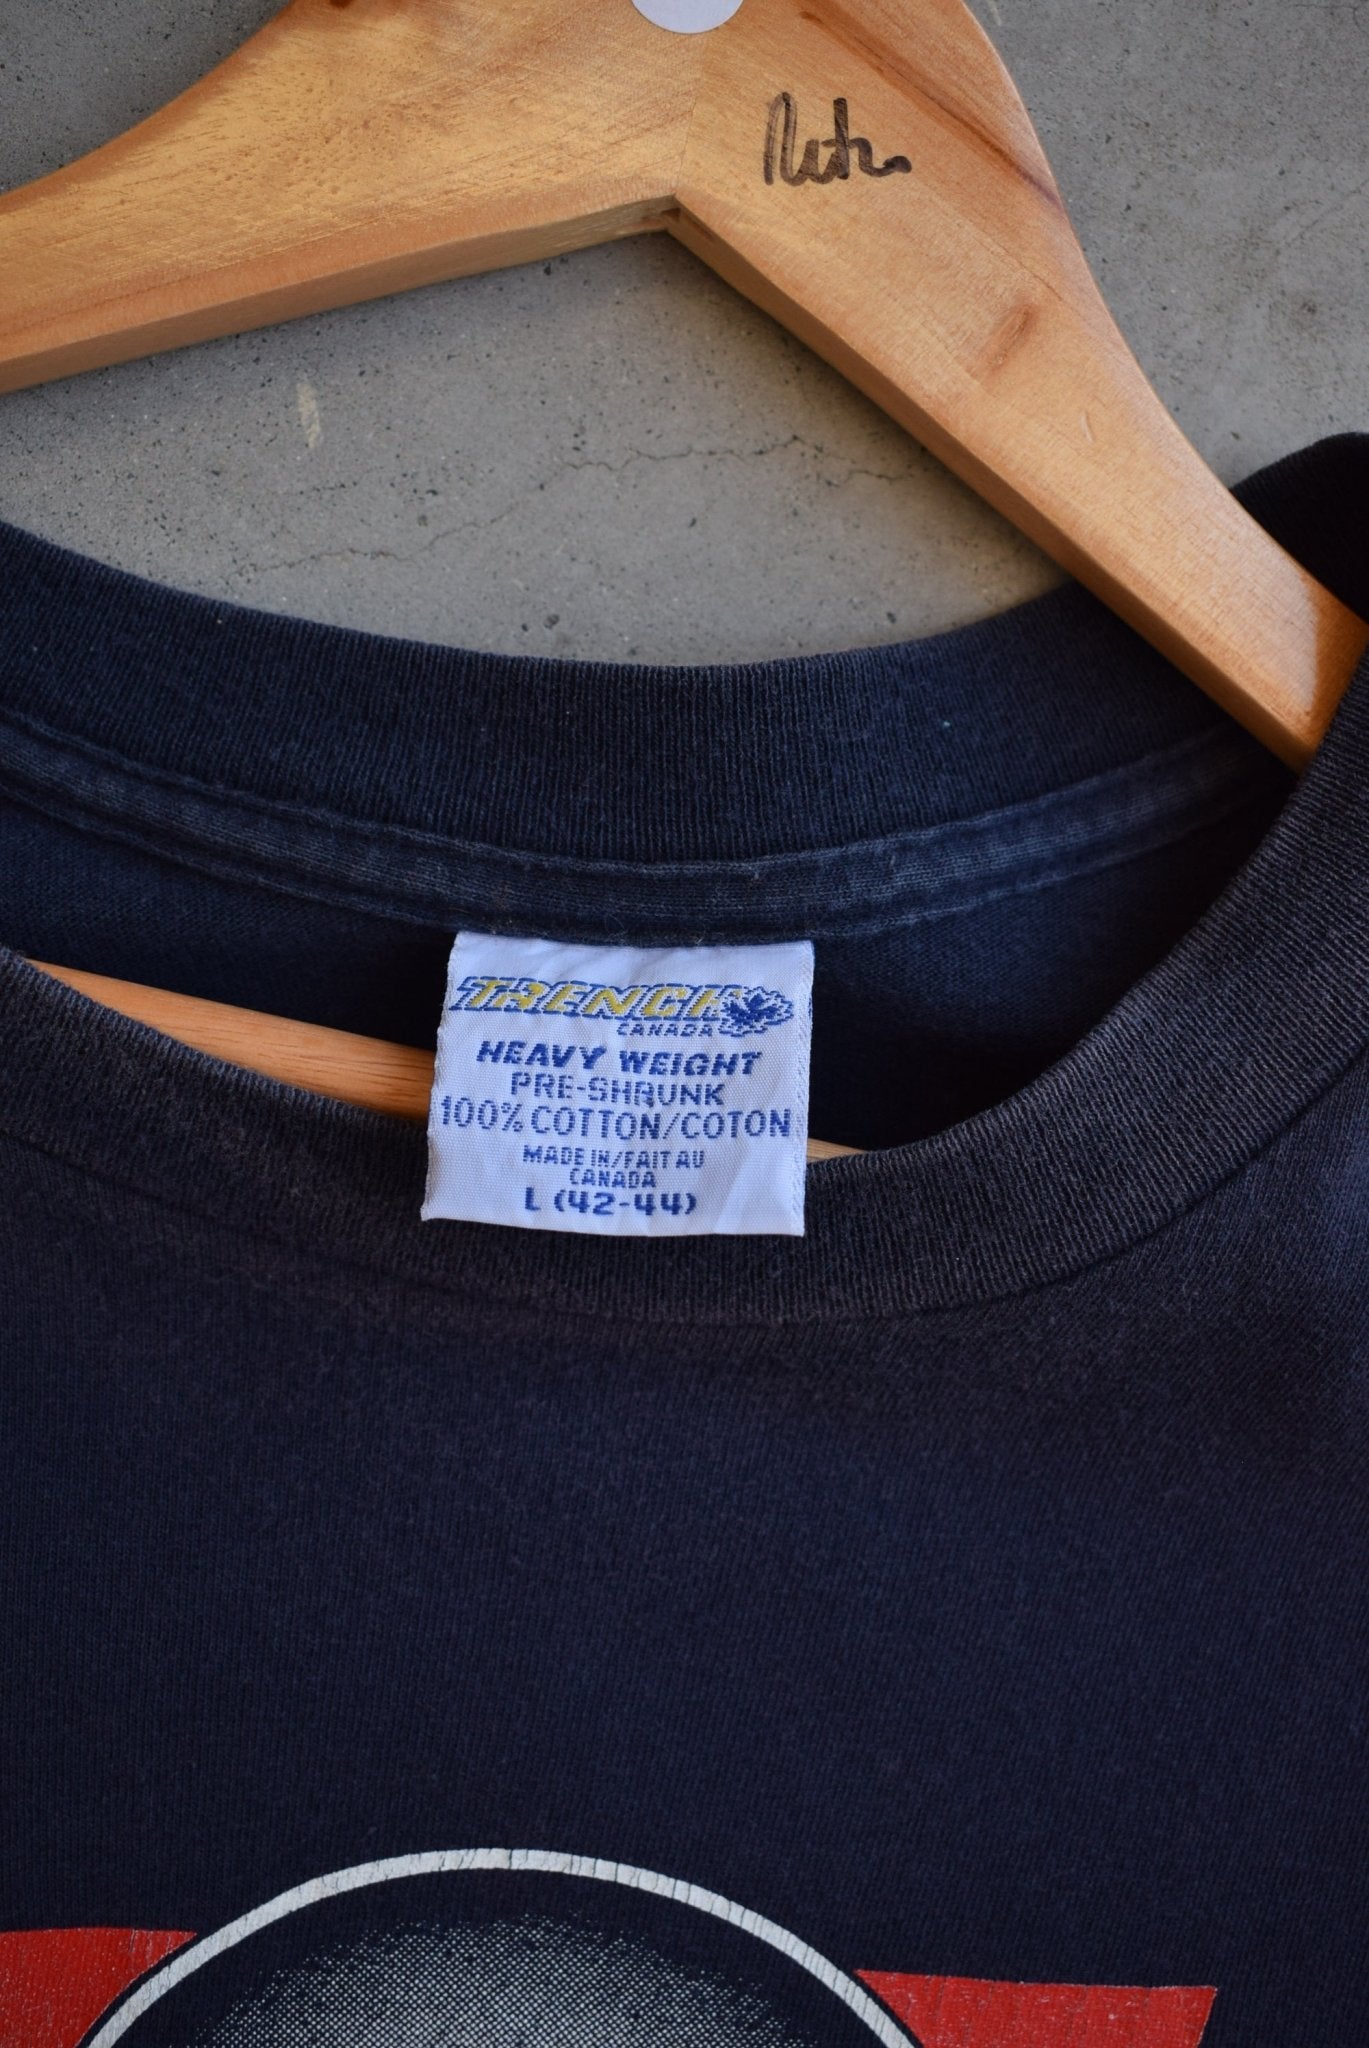 TRENCH
CANADA
HEAVY WEIGHT
PRE-SHRUNK
100% COTTON/COTON
MADE IN/FAIT AU
CANADA
L (42-44)